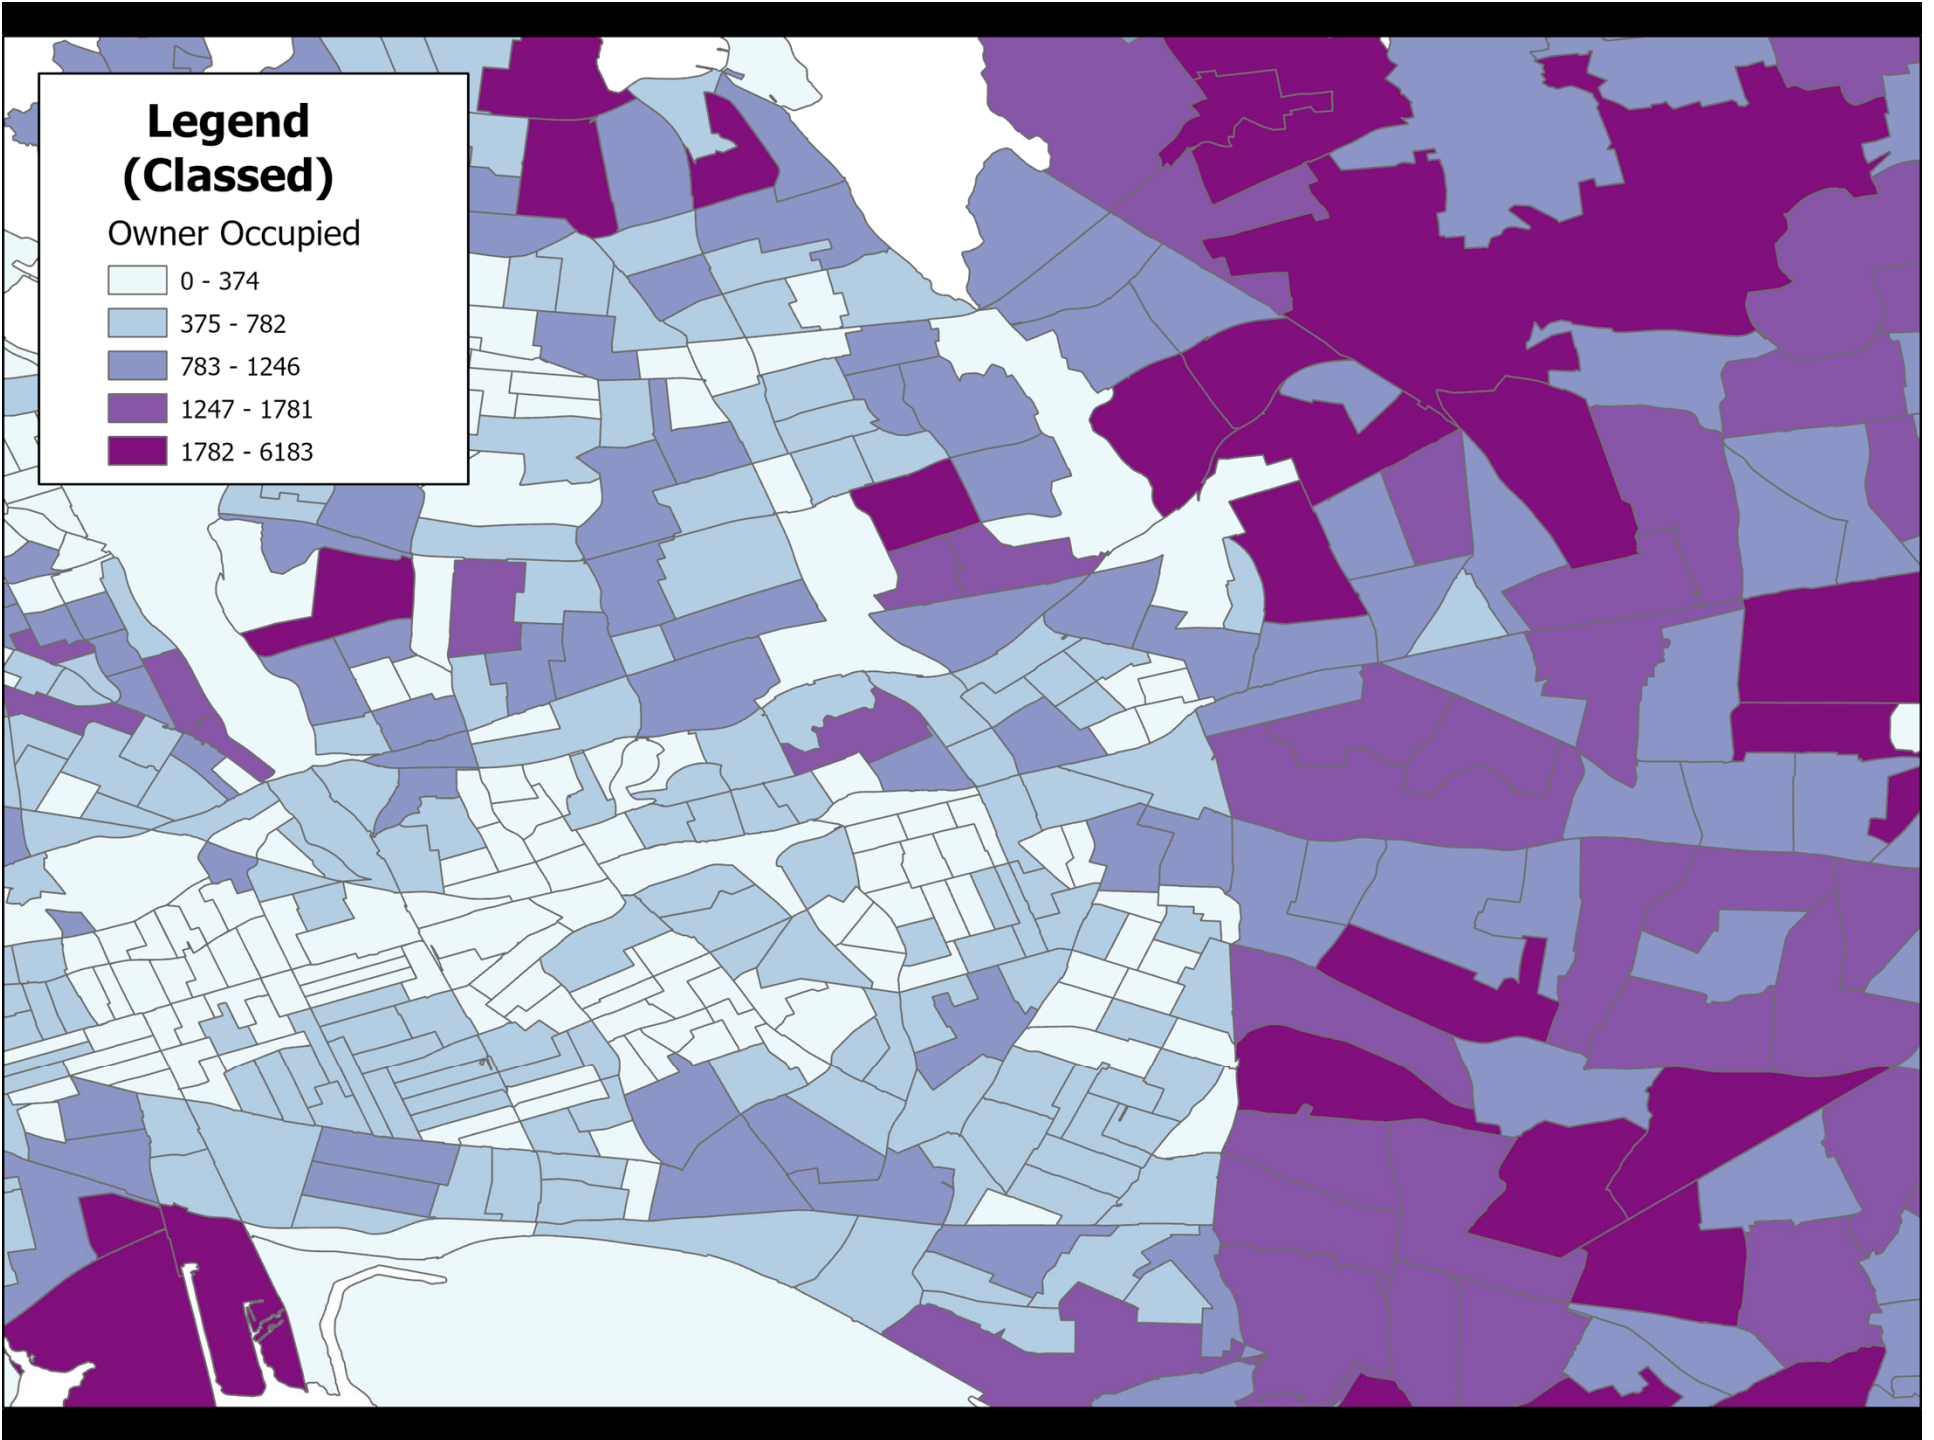 Legend
(Classed)
Owner Occupied
0 - 374
375 - 782
783 - 1246
1247 - 1781
1782 - 6183